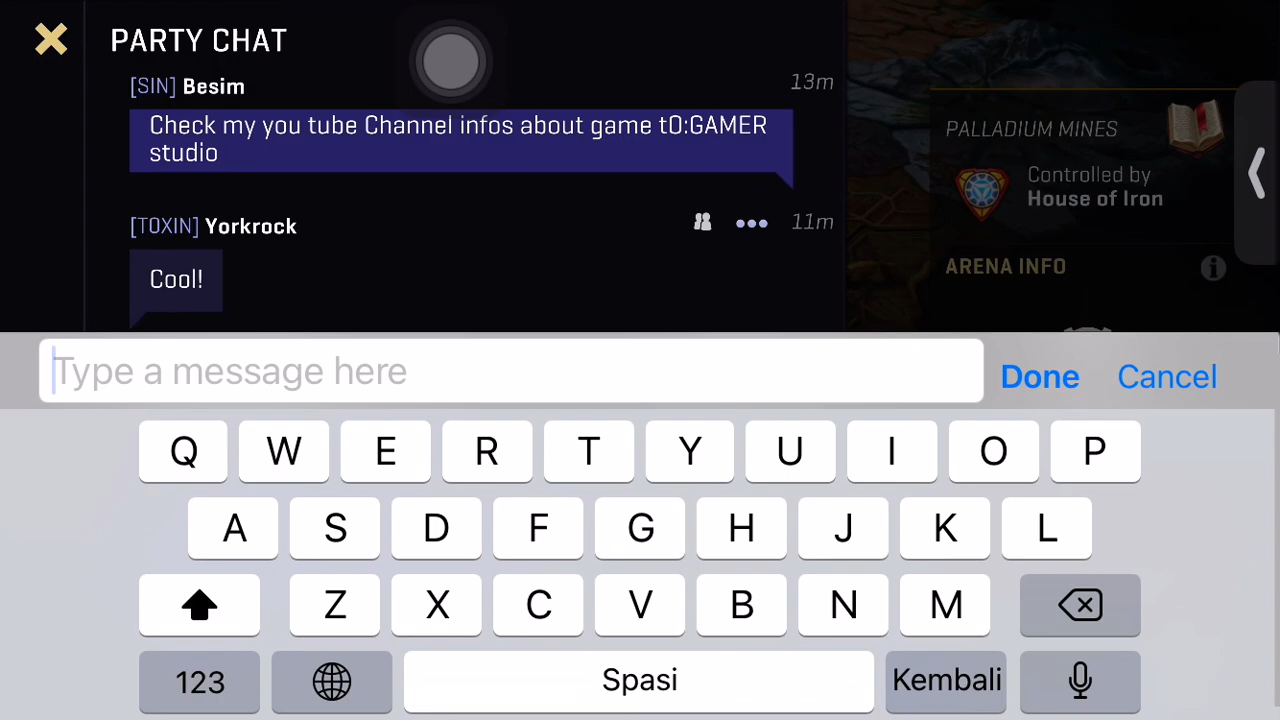 PARTY CHAT
[SIN] Besim
13m
Check my you tube Channel infos about game tO:GAMER
studio
[TOXIN] Yorkrock
11m
Cool!
PALLADIUM MINES
Controlled by
House of Iron
ARENA INFO
Type a message here
Done
Cancel
Q W E R T Y U I O P
A S D F G H J K L
Z X C V B N M
123
Spasi
Kembali